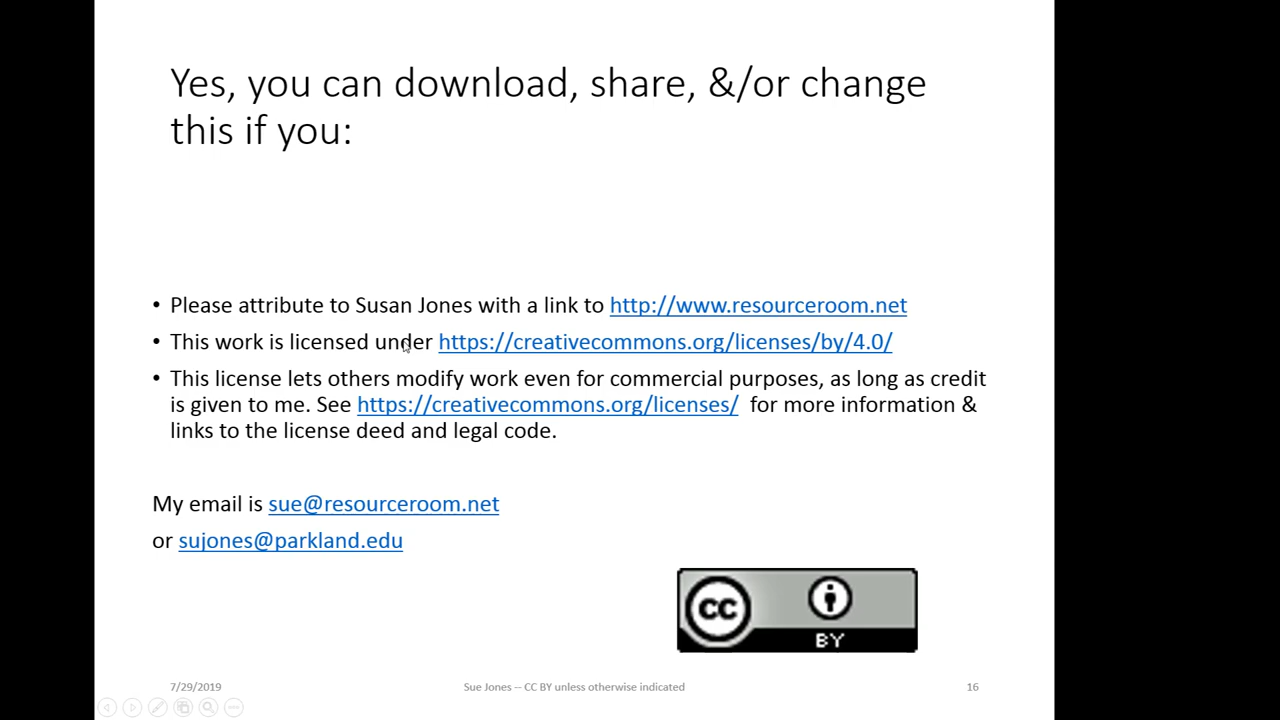 Yes, you can download, share, &/or change
this if you:
• Please attribute to Susan Jones with a link to http://www.resourceroom.net
• This work is licensed under https://creativecommons.org/licenses/by/4.0/
• This license lets others modify work even for commercial purposes, as long as credit
is given to me. See https://creativecommons.org/licenses/ for more information &
links to the license deed and legal code.
My email is sue@resourceroom.net
or sujones@parkland.edu
CC
BY
7/29/2019 Sue Jones -- CC BY unless otherwise indicated 16